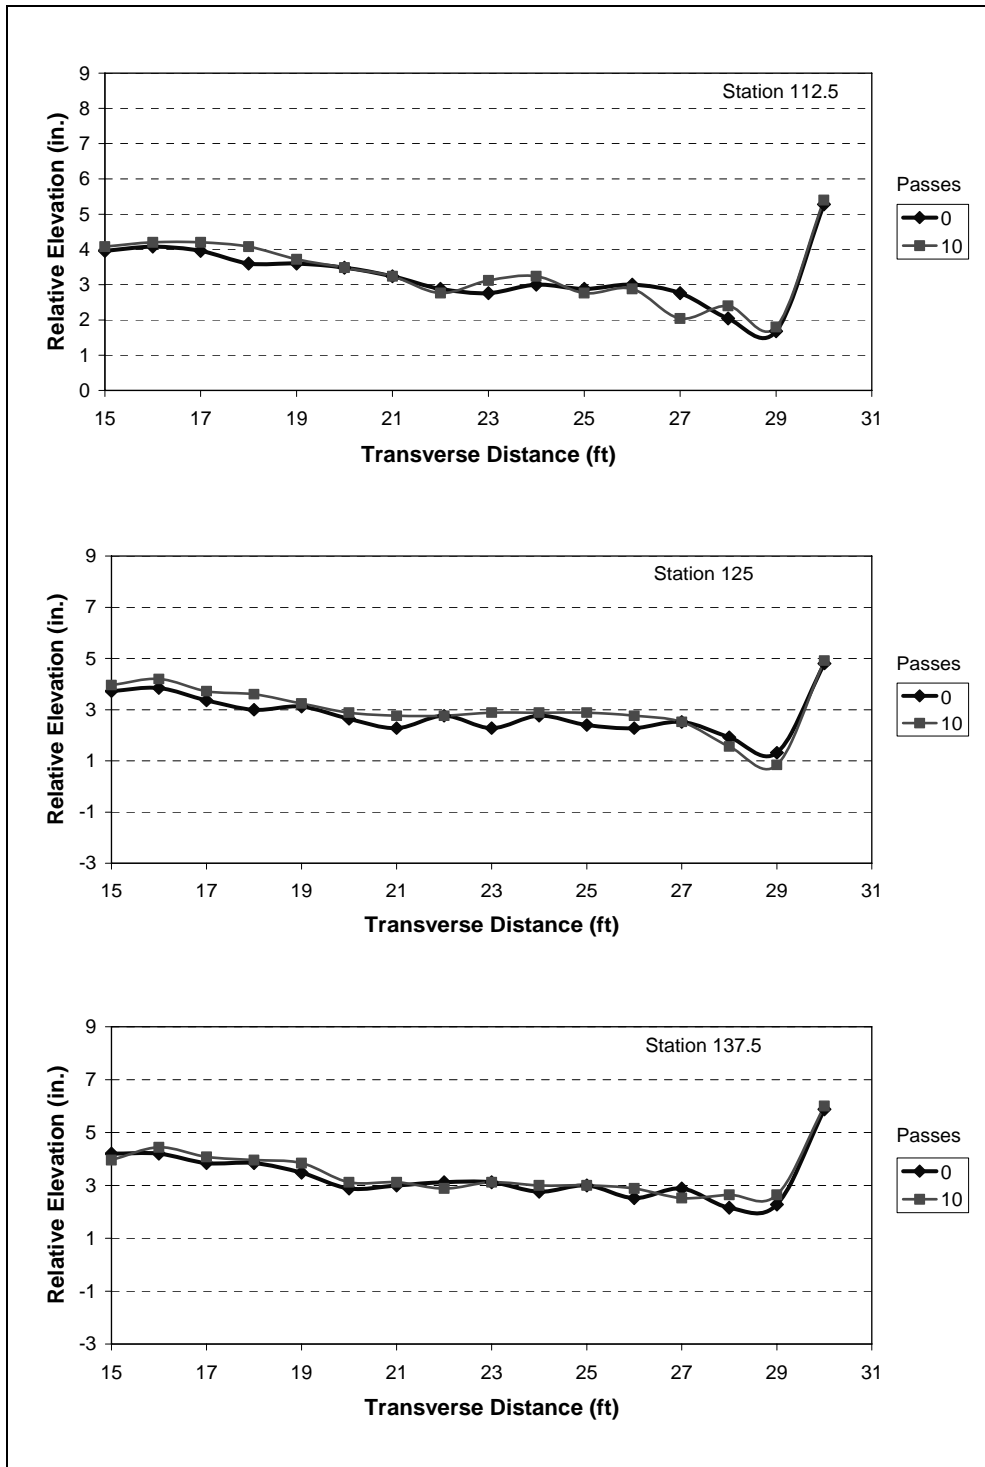 Station 112.5
Relative Elevation (in.)
9
8
7
6
5
4
3
2
1
0
15 17 19 21 23 25 27 29 31
Transverse Distance (ft)
Passes
0
10
Station 125
Relative Elevation (in.)
9
7
5
3
1
-1
-3
15 17 19 21 23 25 27 29 31
Transverse Distance (ft)
Passes
0
10
Station 137.5
Relative Elevation (in.)
9
7
5
3
1
-1
-3
15 17 19 21 23 25 27 29 31
Transverse Distance (ft)
Passes
0
10